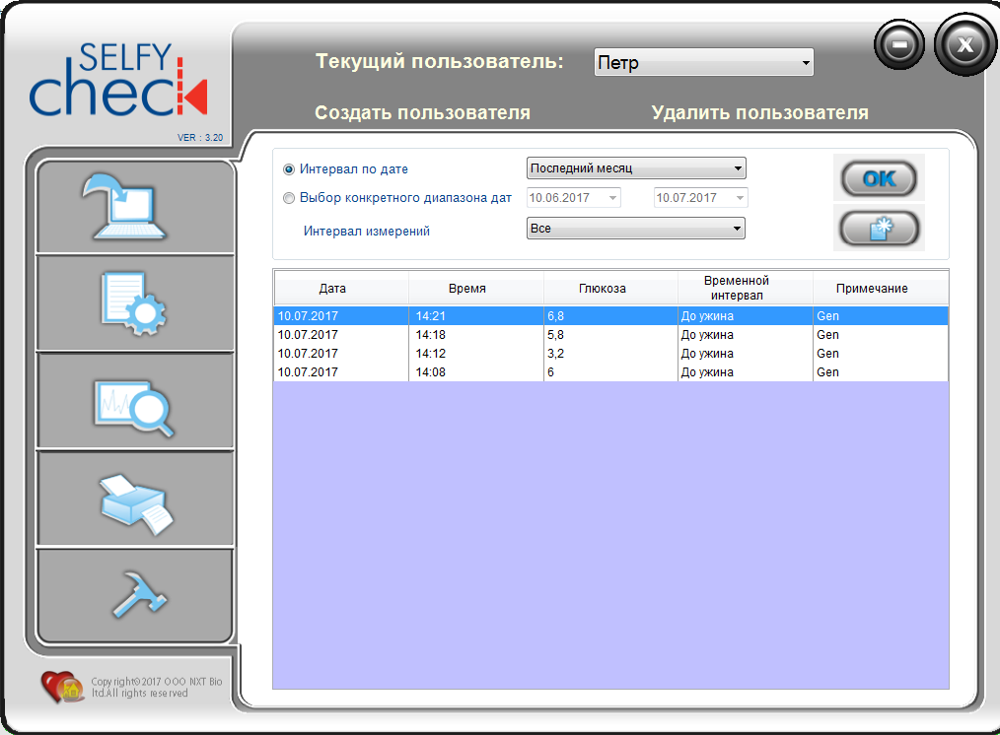 SELFY
check
VER : 3.20
Текущий пользователь: Петр
Создать пользователя Удалить пользователя
Интервал по дате Последний месяц
OK
Выбор конкретного диапазона дат 10.06.2017 10.07.2017
Интервал измерений Все
Дата Время Глюкоза Временной интервал Примечание
10.07.2017 14:21 6,8 До ужина Gen
10.07.2017 14:18 5,8 До ужина Gen
10.07.2017 14:12 3,2 До ужина Gen
10.07.2017 14:08 6 До ужина Gen
Copyright©2017 ООО NXT Bio
ltd.All rights reserved